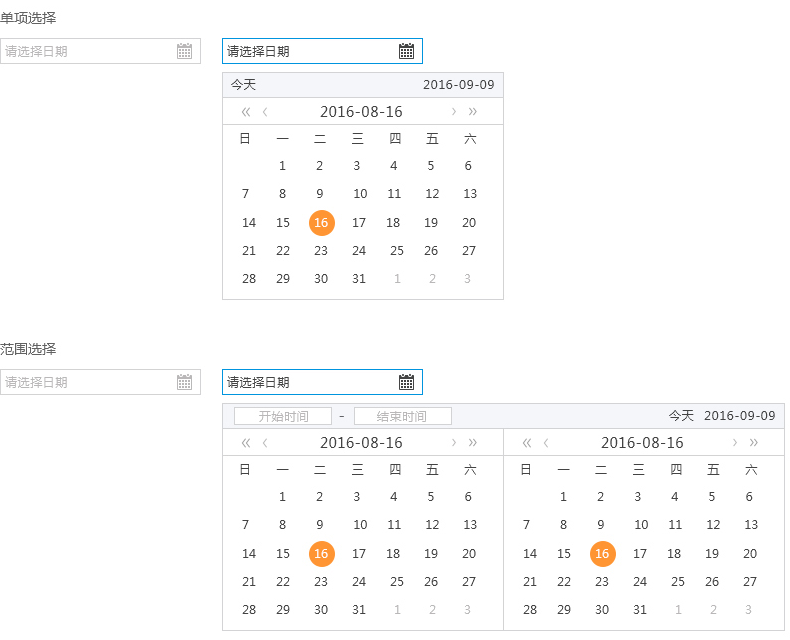 单项选择
请选择日期 请选择日期
今天 2016-09-09
« ‹ 2016-08-16 › »
日 一 二 三 四 五 六
1 2 3 4 5 6
7 8 9 10 11 12 13
14 15 16 17 18 19 20
21 22 23 24 25 26 27
28 29 30 31 1 2 3
范围选择
请选择日期 请选择日期
开始时间 - 结束时间 今天 2016-09-09
« ‹ 2016-08-16 › » « ‹ 2016-08-16 › »
日 一 二 三 四 五 六 日 一 二 三 四 五 六
1 2 3 4 5 6 1 2 3 4 5 6
7 8 9 10 11 12 13 7 8 9 10 11 12 13
14 15 16 17 18 19 20 14 15 16 17 18 19 20
21 22 23 24 25 26 27 21 22 23 24 25 26 27
28 29 30 31 1 2 3 28 29 30 31 1 2 3